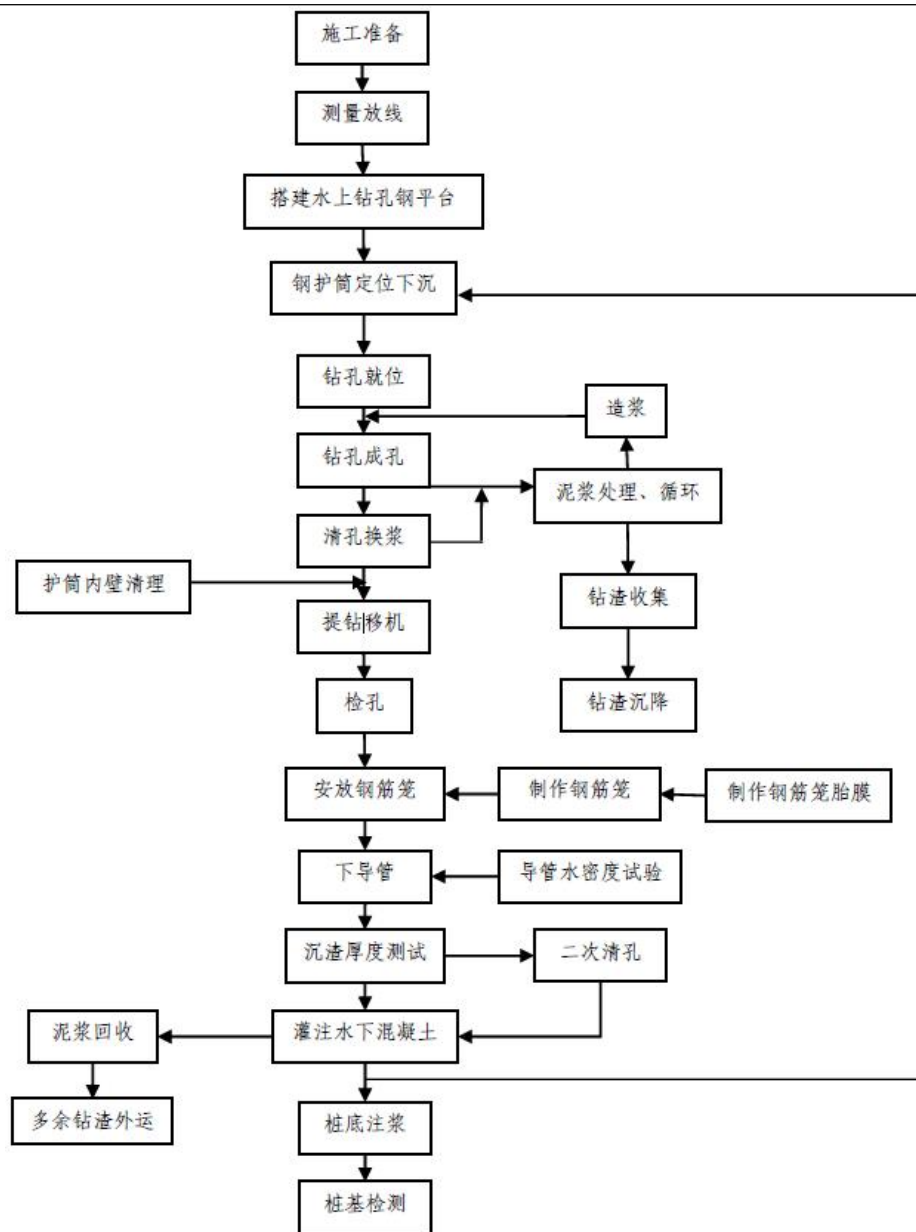 施工准备
测量放线
搭建水上钻孔钢平台
钢护筒定位下沉
钻孔就位
造浆
钻孔成孔
泥浆处理、循环
清孔换浆
护筒内壁清理
钻渣收集
提钻移机
检孔
钻渣沉降
安放钢筋笼
制作钢筋笼
制作钢筋笼胎膜
下导管
导管水密度试验
沉渣厚度测试
二次清孔
泥浆回收
灌注水下混凝土
多余钻渣外运
桩底注浆
桩基检测